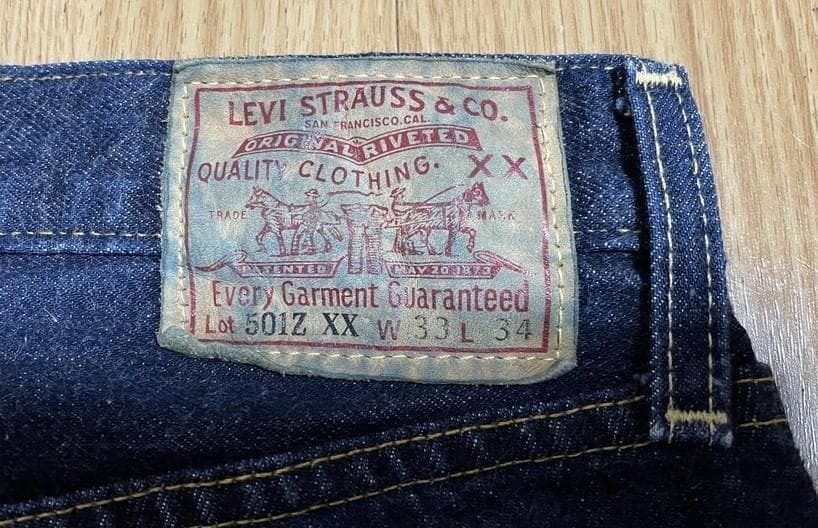 LEVI STRAUSS & CO.
SAN FRANCISCO, CAL.
ORIGINAL RIVETED
QUALITY CLOTHING. XX
TRADE MARK
PATENTED MAY 20 1873
Every Garment Guaranteed
Lot 501Z XX W 33 L 34